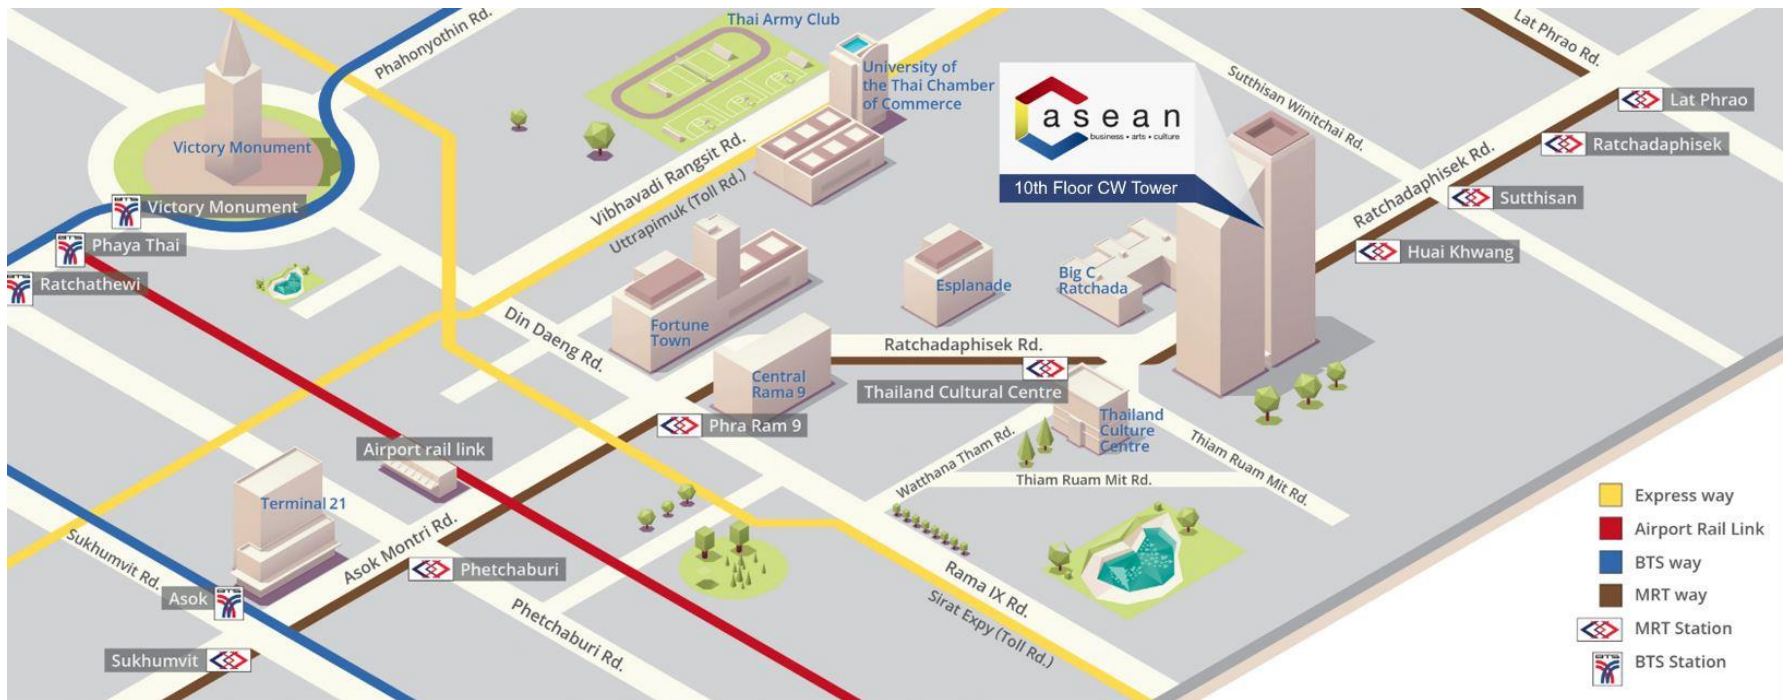 Thai Army Club
Phahonyothin Rd.
Lat Phrao Rd.
University of
the Thai Chamber
of Commerce
Sutthisan Winitchai Rd.
asean
business • arts • culture
10th Floor CW Tower
Lat Phrao
Ratchadaphisek
Sutthisan
Huai Khwang
Ratchadaphisek Rd.
Victory Monument
BTS
Victory Monument
BTS
Phaya Thai
BTS
Ratchathewi
Vibhavadi Rangsit Rd.
Uttrapimuk (Toll Rd.)
Esplanade
Big C
Ratchada
Din Daeng Rd.
Fortune
Town
Ratchadaphisek Rd.
Central
Rama 9
Thailand Cultural Centre
Phra Ram 9
Thailand
Culture
Centre
Watthana Tham Rd.
Thiam Ruam Mit Rd.
Thiam Ruam Mit Rd.
Airport rail link
Terminal 21
Asok Montri Rd.
Sukhumvit Rd.
Phetchaburi
Asok
BTS
Phetchaburi Rd.
Sukhumvit
Rama IX Rd.
Sirat Expy (Toll Rd.)
Express way
Airport Rail Link
BTS way
MRT way
MRT Station
BTS
BTS Station